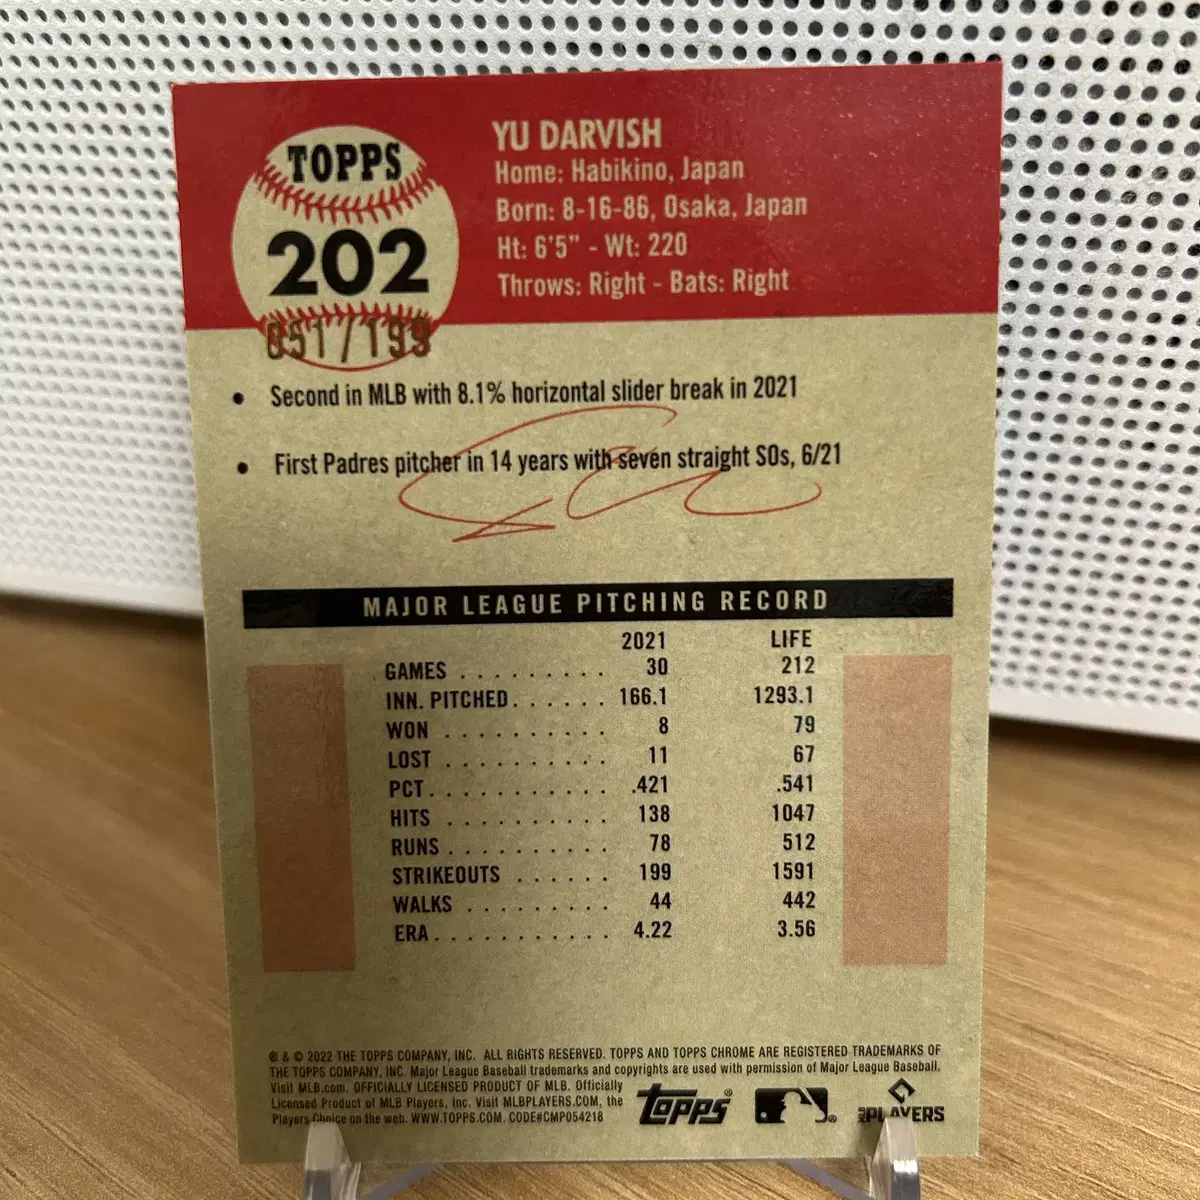 TOPPS
202
051/199
YU DARVISH
Home: Habikino, Japan
Born: 8-16-86, Osaka, Japan
Ht: 6'5" - Wt: 220
Throws: Right - Bats: Right
• Second in MLB with 8.1% horizontal slider break in 2021
• First Padres pitcher in 14 years with seven straight SOs, 6/21
MAJOR LEAGUE PITCHING RECORD
2021 LIFE
GAMES . . . . . . . . . 30 212
INN. PITCHED. . . . . . 166.1 1293.1
WON . . . . . . . . . . 8 79
LOST . . . . . . . . . . 11 67
PCT. . . . . . . . . . . .421 .541
HITS . . . . . . . . . . 138 1047
RUNS . . . . . . . . . . 78 512
STRIKEOUTS . . . . . . 199 1591
WALKS . . . . . . . . . 44 442
ERA. . . . . . . . . . . 4.22 3.56
® & © 2022 THE TOPPS COMPANY, INC. ALL RIGHTS RESERVED. TOPPS AND TOPPS CHROME ARE REGISTERED TRADEMARKS OF
THE TOPPS COMPANY, INC. Major League Baseball trademarks and copyrights are used with permission of Major League Baseball.
Visit MLB.com. OFFICIALLY LICENSED PRODUCT OF MLB. Officially
Licensed Product of MLB Players, Inc. Visit MLBPLAYERS.COM, the
Players Choice on the web. WWW.TOPPS.COM. CODE#CMP054218
topps®
®
MLB PLAYERS